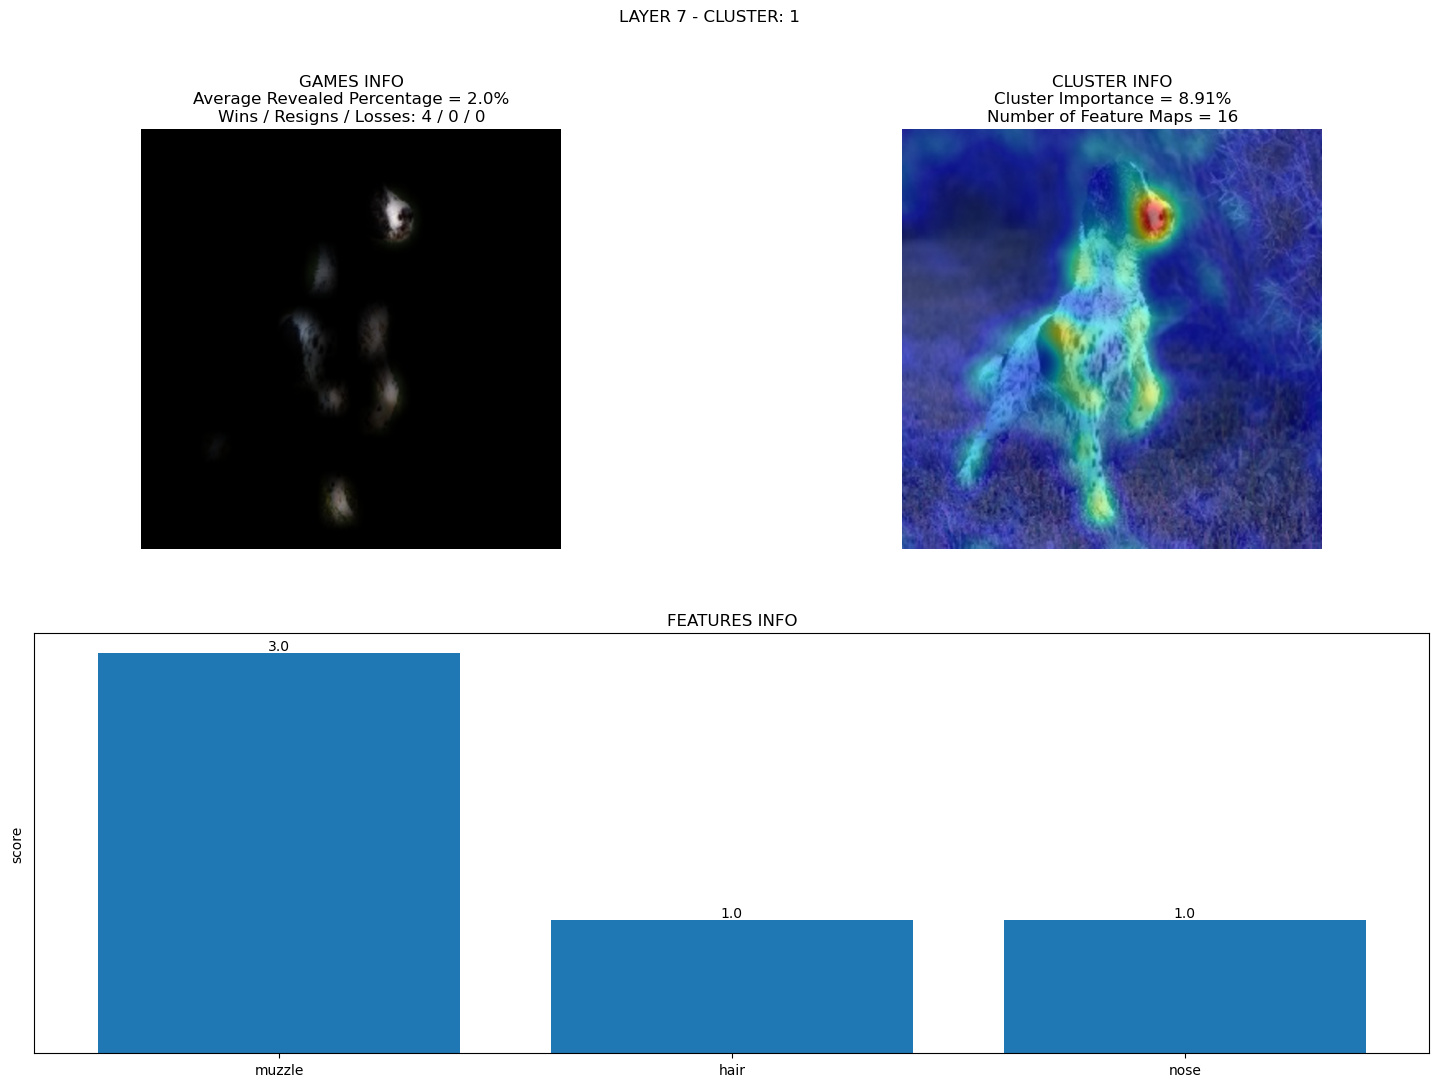 LAYER 7 - CLUSTER: 1
GAMES INFO
Average Revealed Percentage = 2.0%
Wins / Resigns / Losses: 4 / 0 / 0
CLUSTER INFO
Cluster Importance = 8.91%
Number of Feature Maps = 16
FEATURES INFO
score
3.0
1.0
1.0
muzzle
hair
nose